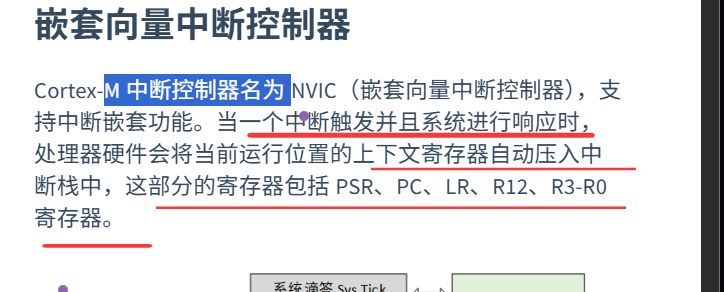 嵌套向量中断控制器
Cortex-M 中断控制器名为 NVIC（嵌套向量中断控制器），支
持中断嵌套功能。当一个中断触发并且系统进行响应时，
处理器硬件会将当前运行位置的上下文寄存器自动压入中
断栈中，这部分的寄存器包括 PSR、PC、LR、R12、R3-R0
寄存器。
系统滴答 Sys Tick